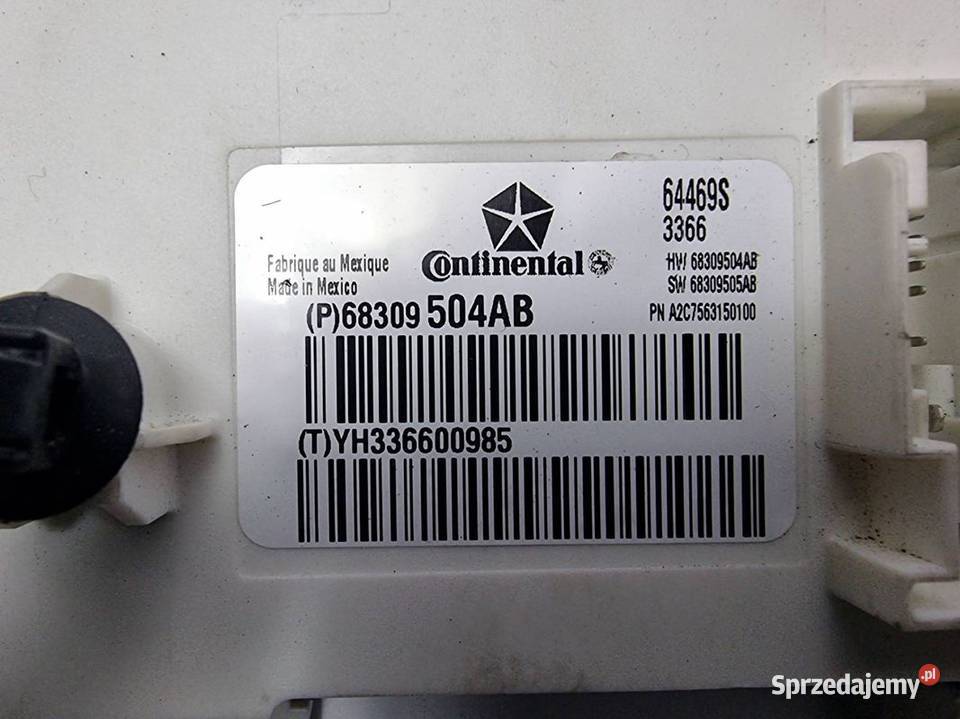 64469S
3366
Fabrique au Mexique
Made in Mexico
Continental
HW 68309504AB
SW 68309505AB
(P)68309 504AB
PN A2C7563150100
(T)YH336600985
Sprzedajemy.pl